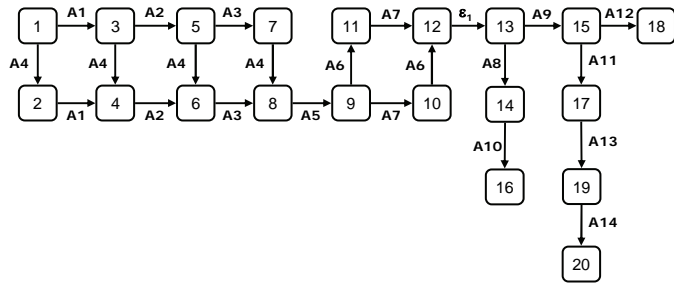 A1 A2 A3 A7 ε₁ A9 A12
1 3 5 7 11 12 13 15 18
A4 A4 A4 A4 A6 A6 A8 A11
2 4 6 8 9 10 14 17
A1 A2 A3 A5 A7
A10 A13
16 19
A14
20